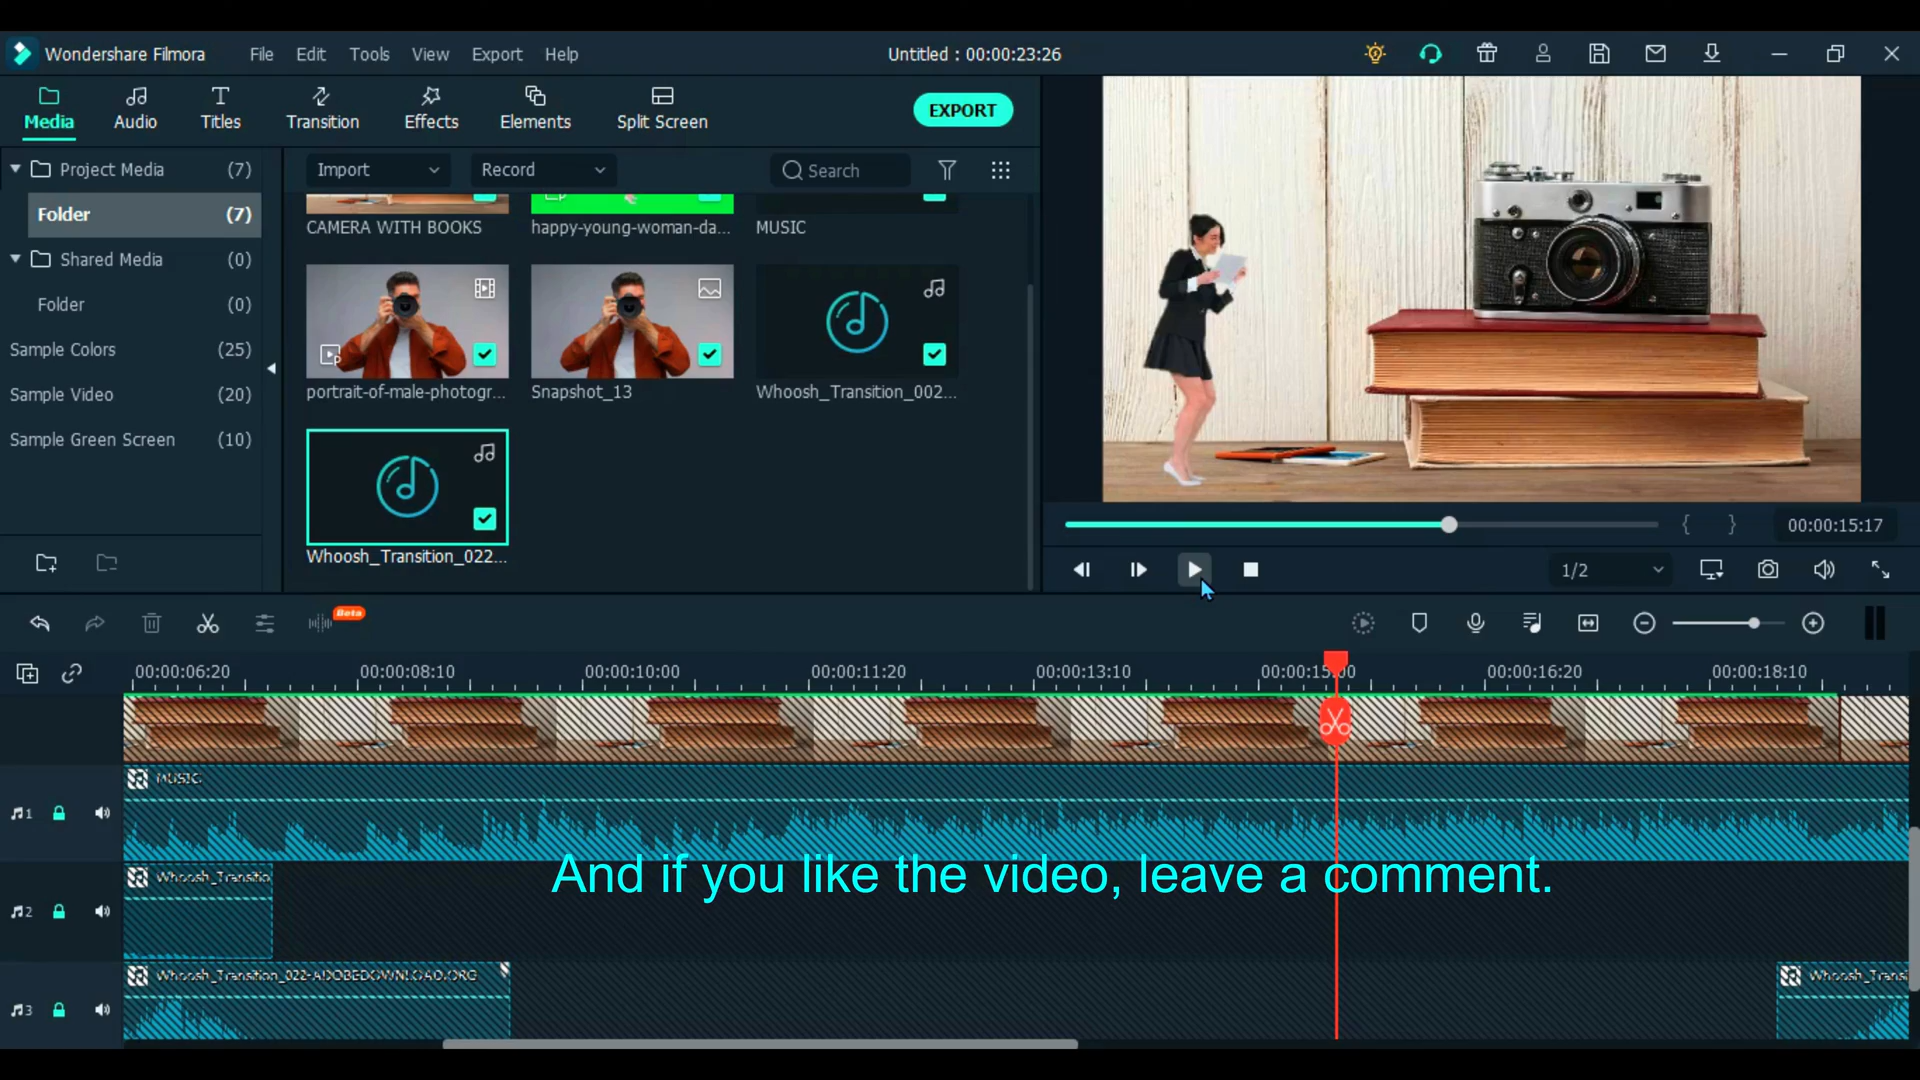 Wondershare Filmora
File
Edit
Tools
View
Export
Help
Untitled : 00:00:23:26
Media
Audio
Titles
Transition
Effects
Elements
Split Screen
EXPORT
Project Media (7)
Folder (7)
Shared Media (0)
Folder (0)
Sample Colors (25)
Sample Video (20)
Sample Green Screen (10)
Import
Record
Search
CAMERA WITH BOOKS
happy-young-woman-da...
MUSIC
portrait-of-male-photogr...
Snapshot_13
Whoosh_Transition_002...
Whoosh_Transition_022...
00:00:15:17
1/2
Beta
00:00:06:20
00:00:08:10
00:00:10:00
00:00:11:20
00:00:13:10
00:00:15:00
00:00:16:20
00:00:18:10
MUSIC
1
And if you like the video, leave a comment.
Whoosh_Transitio
2
Whoosh_Transition_022-ADOBEDOWNLOAD.ORG
Whoosh_Transi
3